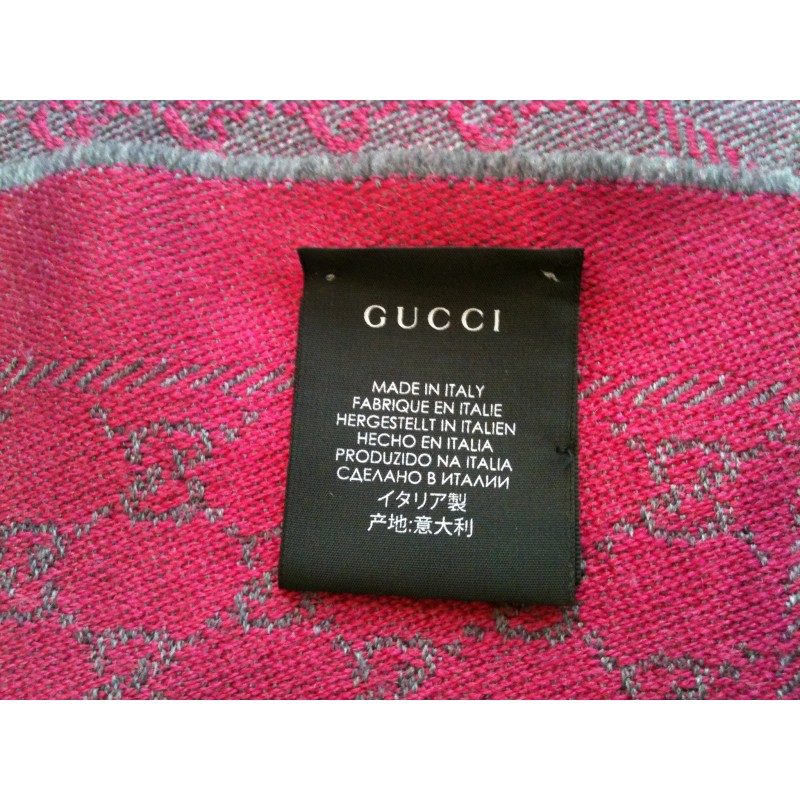 GUCCI
MADE IN ITALY
FABRIQUE EN ITALIE
HERGESTELLT IN ITALIEN
HECHO EN ITALIA
PRODUZIDO NA ITALIA
СДЕЛАНО В ИТАЛИИ
イタリア製
产地:意大利